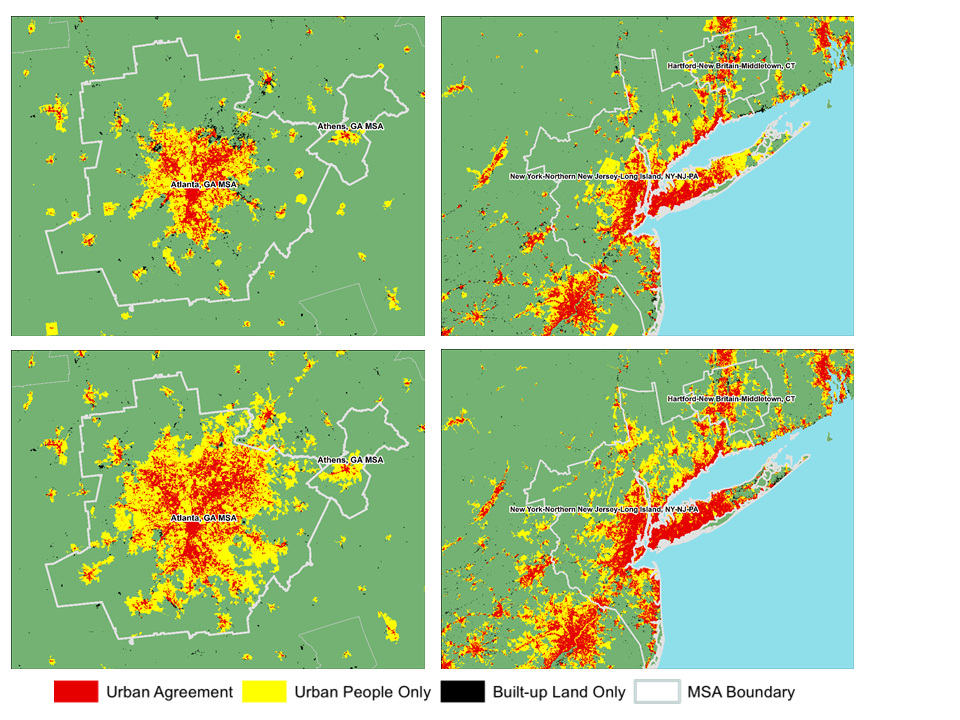 Athens, GA MSA
Atlanta, GA MSA
Hartford-New Britain-Middletown, CT
New York-Northern New Jersey-Long Island, NY-NJ-PA
Athens, GA MSA
Atlanta, GA MSA
Hartford-New Britain-Middletown, CT
New York-Northern New Jersey-Long Island, NY-NJ-PA
Urban Agreement Urban People Only Built-up Land Only MSA Boundary